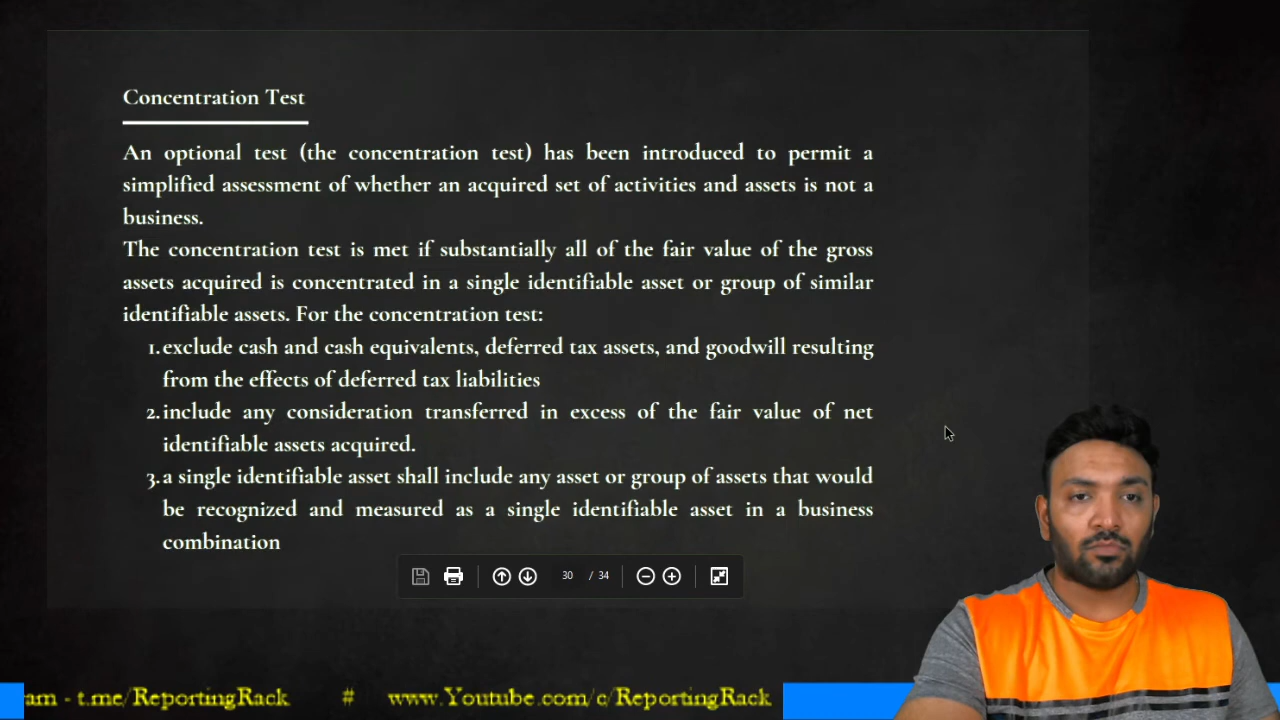 Concentration Test
An optional test (the concentration test) has been introduced to permit a
simplified assessment of whether an acquired set of activities and assets is not a
business.
The concentration test is met if substantially all of the fair value of the gross
assets acquired is concentrated in a single identifiable asset or group of similar
identifiable assets. For the concentration test:
1. exclude cash and cash equivalents, deferred tax assets, and goodwill resulting
from the effects of deferred tax liabilities
2. include any consideration transferred in excess of the fair value of net
identifiable assets acquired.
3. a single identifiable asset shall include any asset or group of assets that would
be recognized and measured as a single identifiable asset in a business
combination
30 / 34
am - t.me/ReportingRack # www.Youtube.com/c/ReportingRack